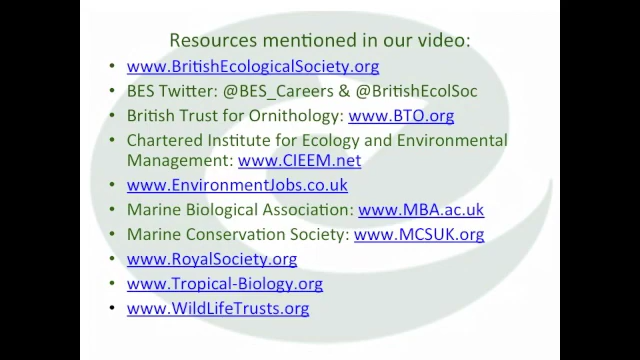 Resources mentioned in our video:
• www.BritishEcologicalSociety.org
• BES Twitter: @BES_Careers & @BritishEcolSoc
• British Trust for Ornithology: www.BTO.org
• Chartered Institute for Ecology and Environmental
Management: www.CIEEM.net
• www.EnvironmentJobs.co.uk
• Marine Biological Association: www.MBA.ac.uk
• Marine Conservation Society: www.MCSUK.org
• www.RoyalSociety.org
• www.Tropical-Biology.org
• www.WildLifeTrusts.org